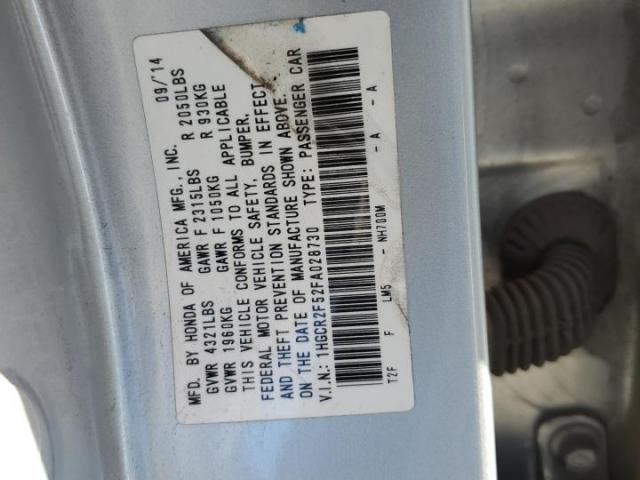 MFD. BY HONDA OF AMERICA MFG., INC. 09/'14
GVWR 4321LBS GAWR F 2315LBS R 2050LBS
GVWR 1960KG GAWR F 1050KG R 930KG
THIS VEHICLE CONFORMS TO ALL APPLICABLE
FEDERAL MOTOR VEHICLE SAFETY, BUMPER,
AND THEFT PREVENTION STANDARDS IN EFFECT
ON THE DATE OF MANUFACTURE SHOWN ABOVE.
V.I.N.: 1HGCR2F52FA028730 TYPE: PASSENGER CAR
F LM5 - NH700M - A - A
T2F